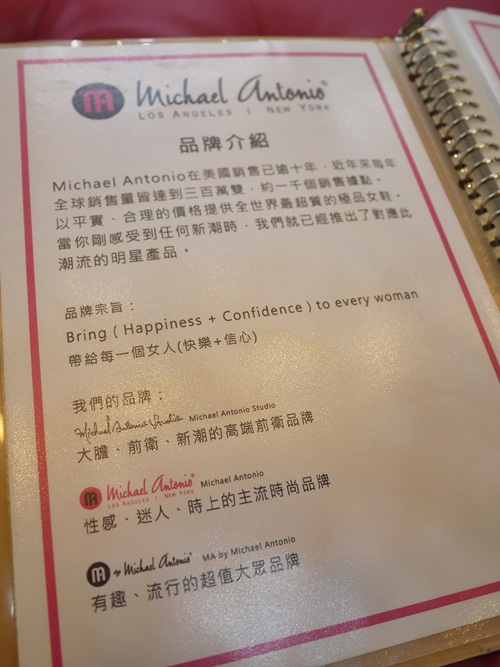 MA Michael Antonio®
LOS ANGELES | NEW YORK
品牌介紹
Michael Antonio在美國銷售已逾十年，近年來每年
全球銷售量皆達到三百萬雙，約一千個銷售據點。
以平實、合理的價格提供全世界最超質的極品女鞋。
當你剛感受到任何新潮時，我們就已經推出了對應此
潮流的明星產品。
品牌宗旨：
Bring ( Happiness + Confidence ) to every woman
帶給每一個女人(快樂+信心)
我們的品牌：
Michael Antonio Studio Michael Antonio Studio
大膽、前衛、新潮的高端前衛品牌
MA Michael Antonio® Michael Antonio
LOS ANGELES | NEW YORK
性感、迷人、時上的主流時尚品牌
MA by Michael Antonio® MA by Michael Antonio
有趣、流行的超值大眾品牌